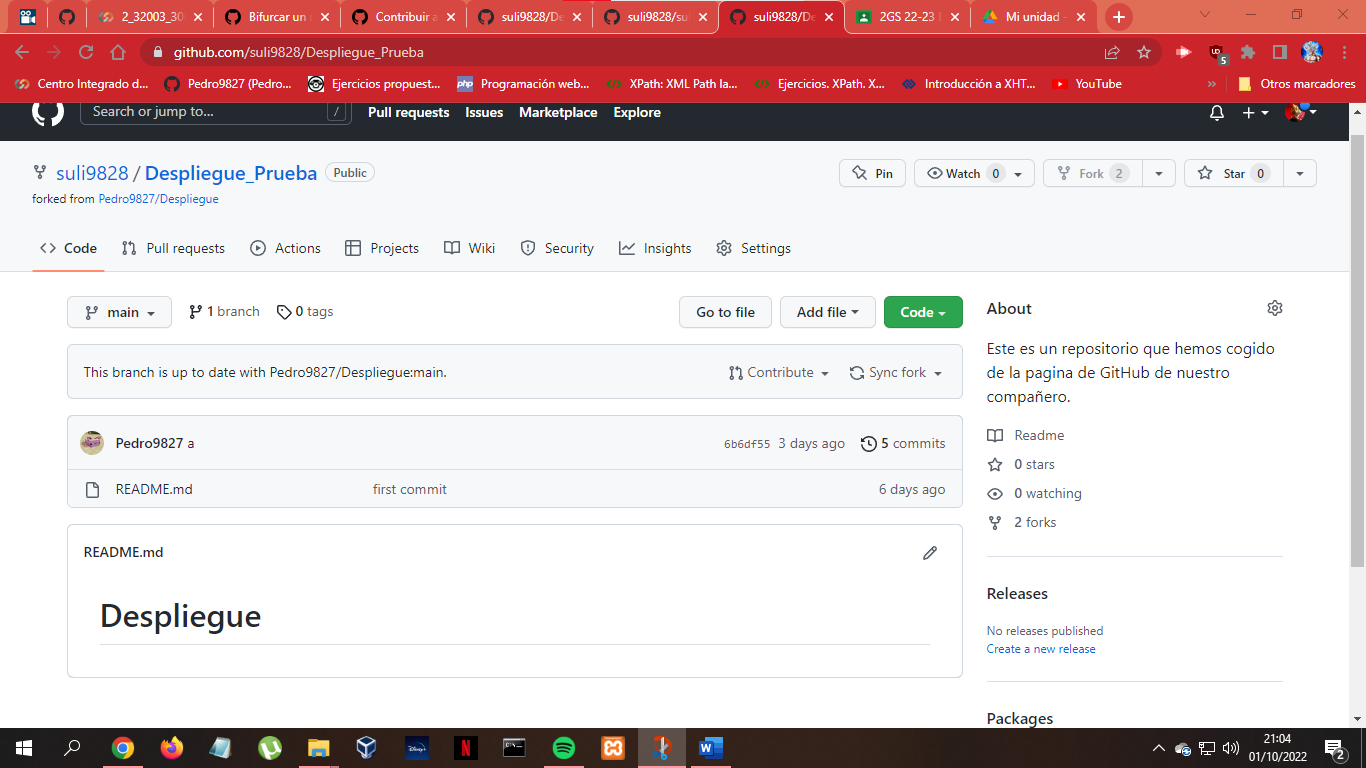 2_32003_30
Bifurcar un
Contribuir a
suli9828/De
suli9828/su
suli9828/De
2GS 22-23
Mi unidad -
github.com/suli9828/Despliegue_Prueba
5
Centro Integrado d...
Pedro9827 (Pedro...
Ejercicios propuest...
php
Programación web...
XPath: XML Path la...
Ejercicios. XPath. X...
Introducción a XHT...
YouTube
»
Otros marcadores
Search or jump to...
/
Pull requests
Issues
Marketplace
Explore
suli9828 / Despliegue_Prueba
Public
Pin
Watch 0
Fork 2
Star 0
forked from Pedro9827/Despliegue
<> Code
Pull requests
Actions
Projects
Wiki
Security
Insights
Settings
main
1 branch
0 tags
Go to file
Add file
Code
This branch is up to date with Pedro9827/Despliegue:main.
Contribute
Sync fork
Pedro9827 a
6b6df55
3 days ago
5 commits
README.md
first commit
6 days ago
README.md
Despliegue
About
Este es un repositorio que hemos cogido
de la pagina de GitHub de nuestro
compañero.
Readme
0 stars
0 watching
2 forks
Releases
No releases published
Create a new release
Packages
21:04
01/10/2022
2